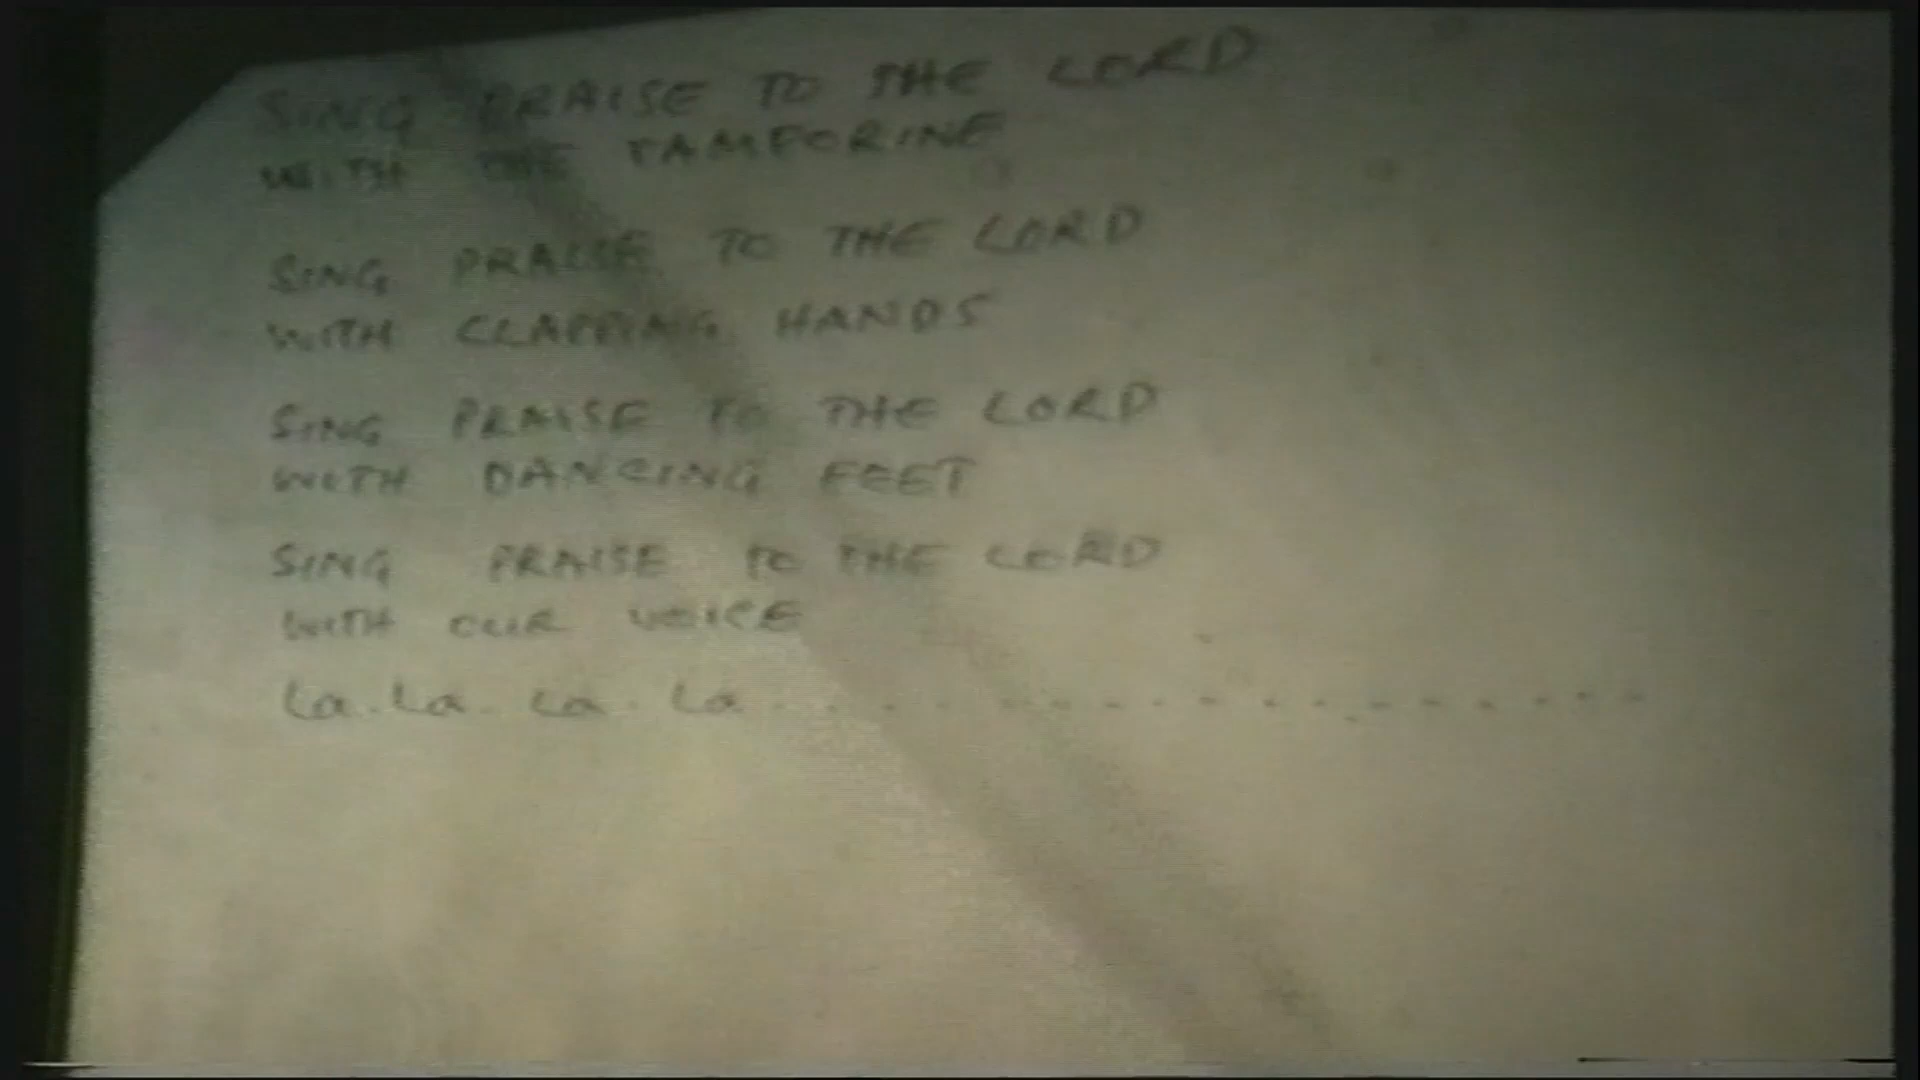 SING PRAISE TO THE LORD
WITH THE TAMBORINE
SING PRAISE TO THE LORD
WITH CLAPPING HANDS
SING PRAISE TO THE LORD
WITH DANCING FEET
SING PRAISE TO THE LORD
WITH OUR VOICE
La. La. La. La. . . . . . . . . . . . . . . . . .